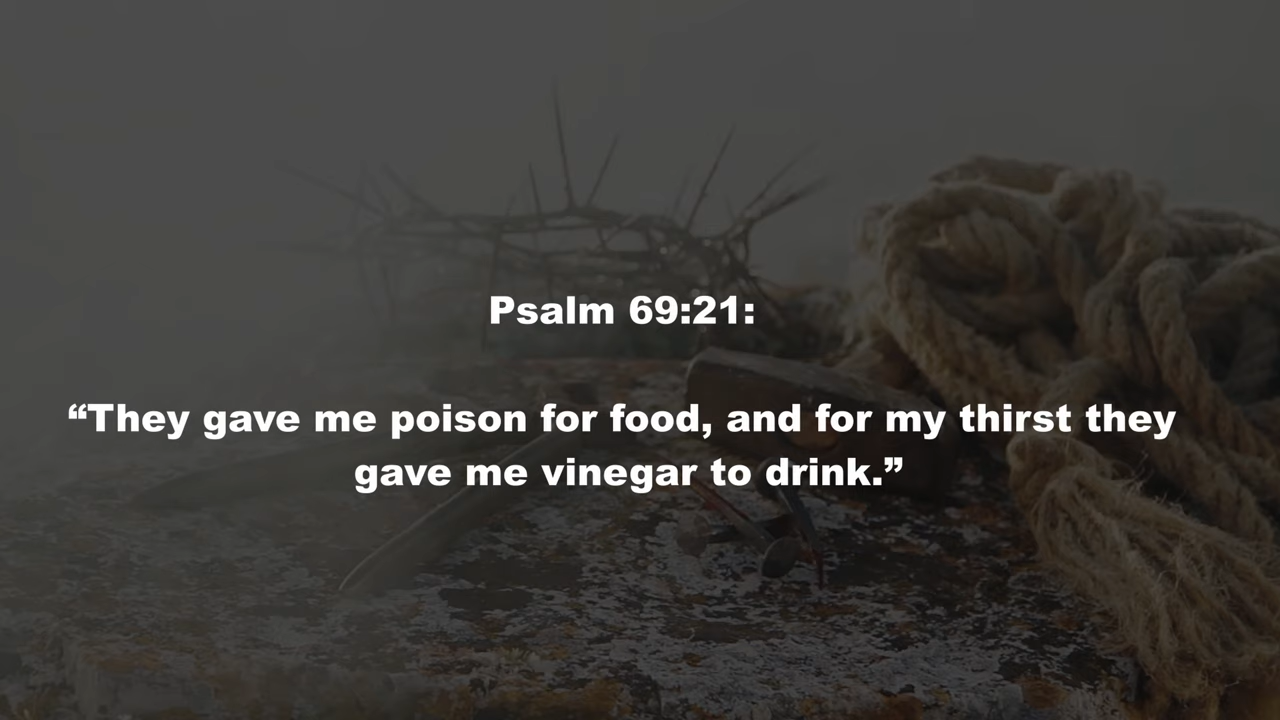 Psalm 69:21:
“They gave me poison for food, and for my thirst they
gave me vinegar to drink.”